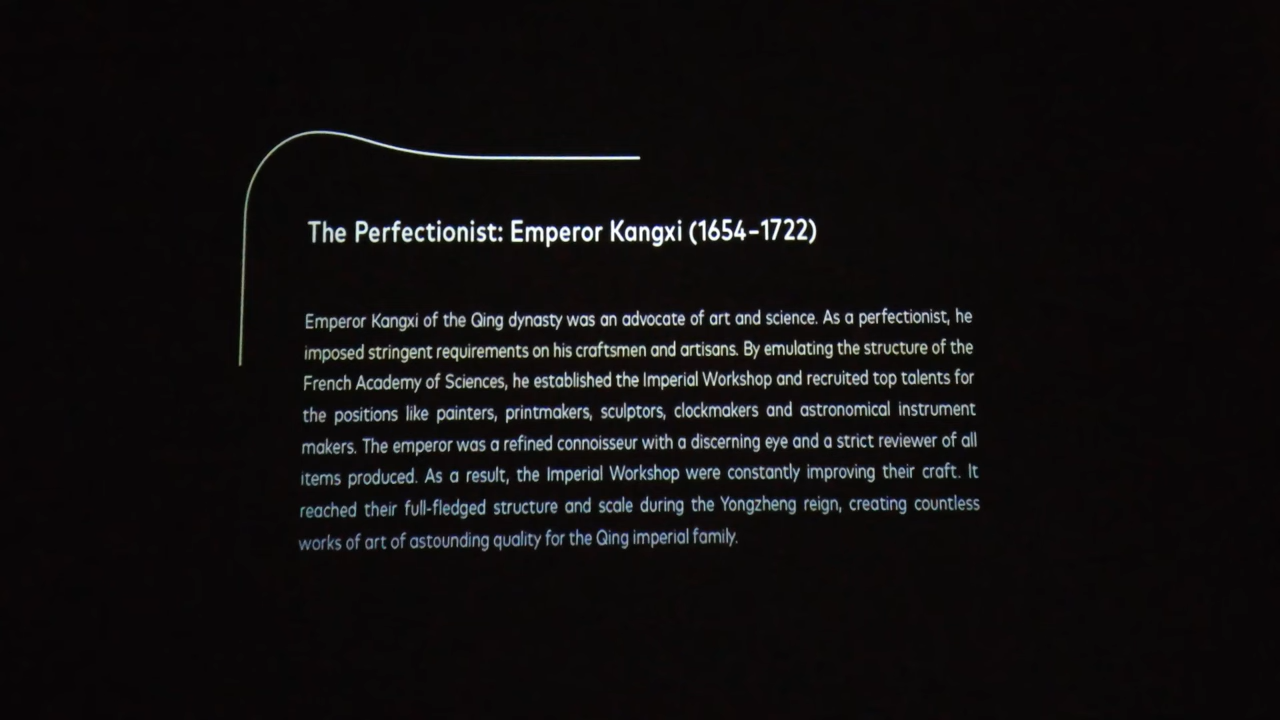 The Perfectionist: Emperor Kangxi (1654–1722)
Emperor Kangxi of the Qing dynasty was an advocate of art and science. As a perfectionist, he
imposed stringent requirements on his craftsmen and artisans. By emulating the structure of the
French Academy of Sciences, he established the Imperial Workshop and recruited top talents for
the positions like painters, printmakers, sculptors, clockmakers and astronomical instrument
makers. The emperor was a refined connoisseur with a discerning eye and a strict reviewer of all
items produced. As a result, the Imperial Workshop were constantly improving their craft. It
reached their full-fledged structure and scale during the Yongzheng reign, creating countless
works of art of astounding quality for the Qing imperial family.